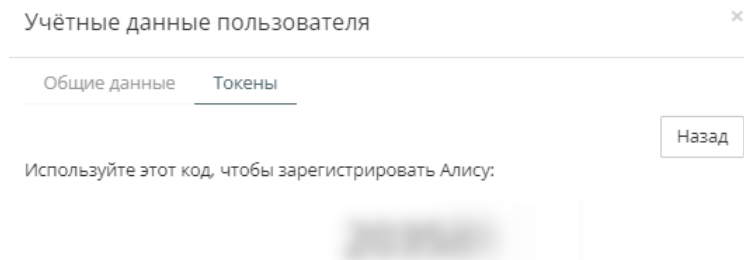 Учётные данные пользователя
Общие данные Токены
Назад
Используйте этот код, чтобы зарегистрировать Алису: